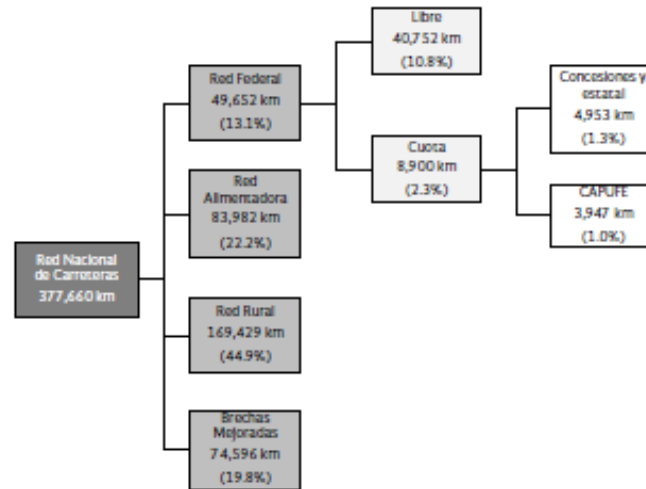 Libre
40,752 km
(10.8%)
Red Federal
49,652 km
(13.1%)
Concesiones y
estatal
4,953 km
(1.3%)
Cuota
8,900 km
(2.3%)
Red
Alimentadora
83,982 km
(22.2%)
CAPUFE
3,947 km
(1.0%)
Red Nacional
de Carreteras
377,660 km
Red Rural
169,429 km
(44.9%)
Brechas
Mejoradas
74,596 km
(19.8%)